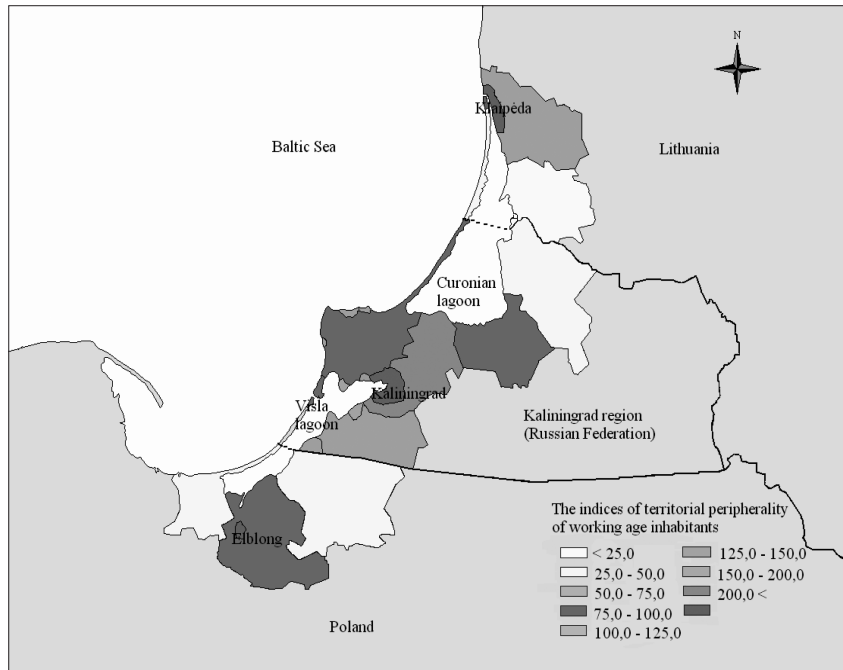 N
Klaipėda
Baltic Sea
Lithuania
Curonian
lagoon
Kaliningrad
Visla
lagoon
Kaliningrad region
(Russian Federation)
The indices of territorial peripherality
of working age inhabitants
< 25,0
25,0 - 50,0
50,0 - 75,0
75,0 - 100,0
100,0 - 125,0
125,0 - 150,0
150,0 - 200,0
200,0 <
Elblong
Poland